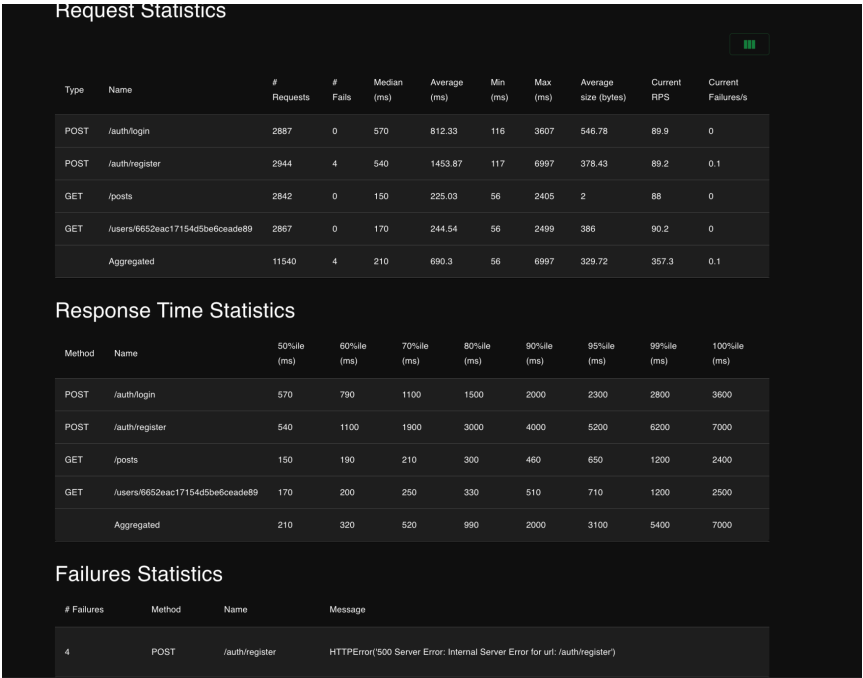 Request Statistics
Type Name # Requests # Fails Median (ms) Average (ms) Min (ms) Max (ms) Average size (bytes) Current RPS Current Failures/s
POST /auth/login 2887 0 570 812.33 116 3607 546.78 89.9 0
POST /auth/register 2944 4 540 1453.87 117 6997 378.43 89.2 0.1
GET /posts 2842 0 150 225.03 56 2405 2 88 0
GET /users/6652eac17154d5be6ceade89 2867 0 170 244.54 56 2499 386 90.2 0
Aggregated 11540 4 210 690.3 56 6997 329.72 357.3 0.1
Response Time Statistics
Method Name 50%ile (ms) 60%ile (ms) 70%ile (ms) 80%ile (ms) 90%ile (ms) 95%ile (ms) 99%ile (ms) 100%ile (ms)
POST /auth/login 570 790 1100 1500 2000 2300 2800 3600
POST /auth/register 540 1100 1900 3000 4000 5200 6200 7000
GET /posts 150 190 210 300 460 650 1200 2400
GET /users/6652eac17154d5be6ceade89 170 200 250 330 510 710 1200 2500
Aggregated 210 320 520 990 2000 3100 5400 7000
Failures Statistics
# Failures Method Name Message
4 POST /auth/register HTTPError('500 Server Error: Internal Server Error for url: /auth/register')